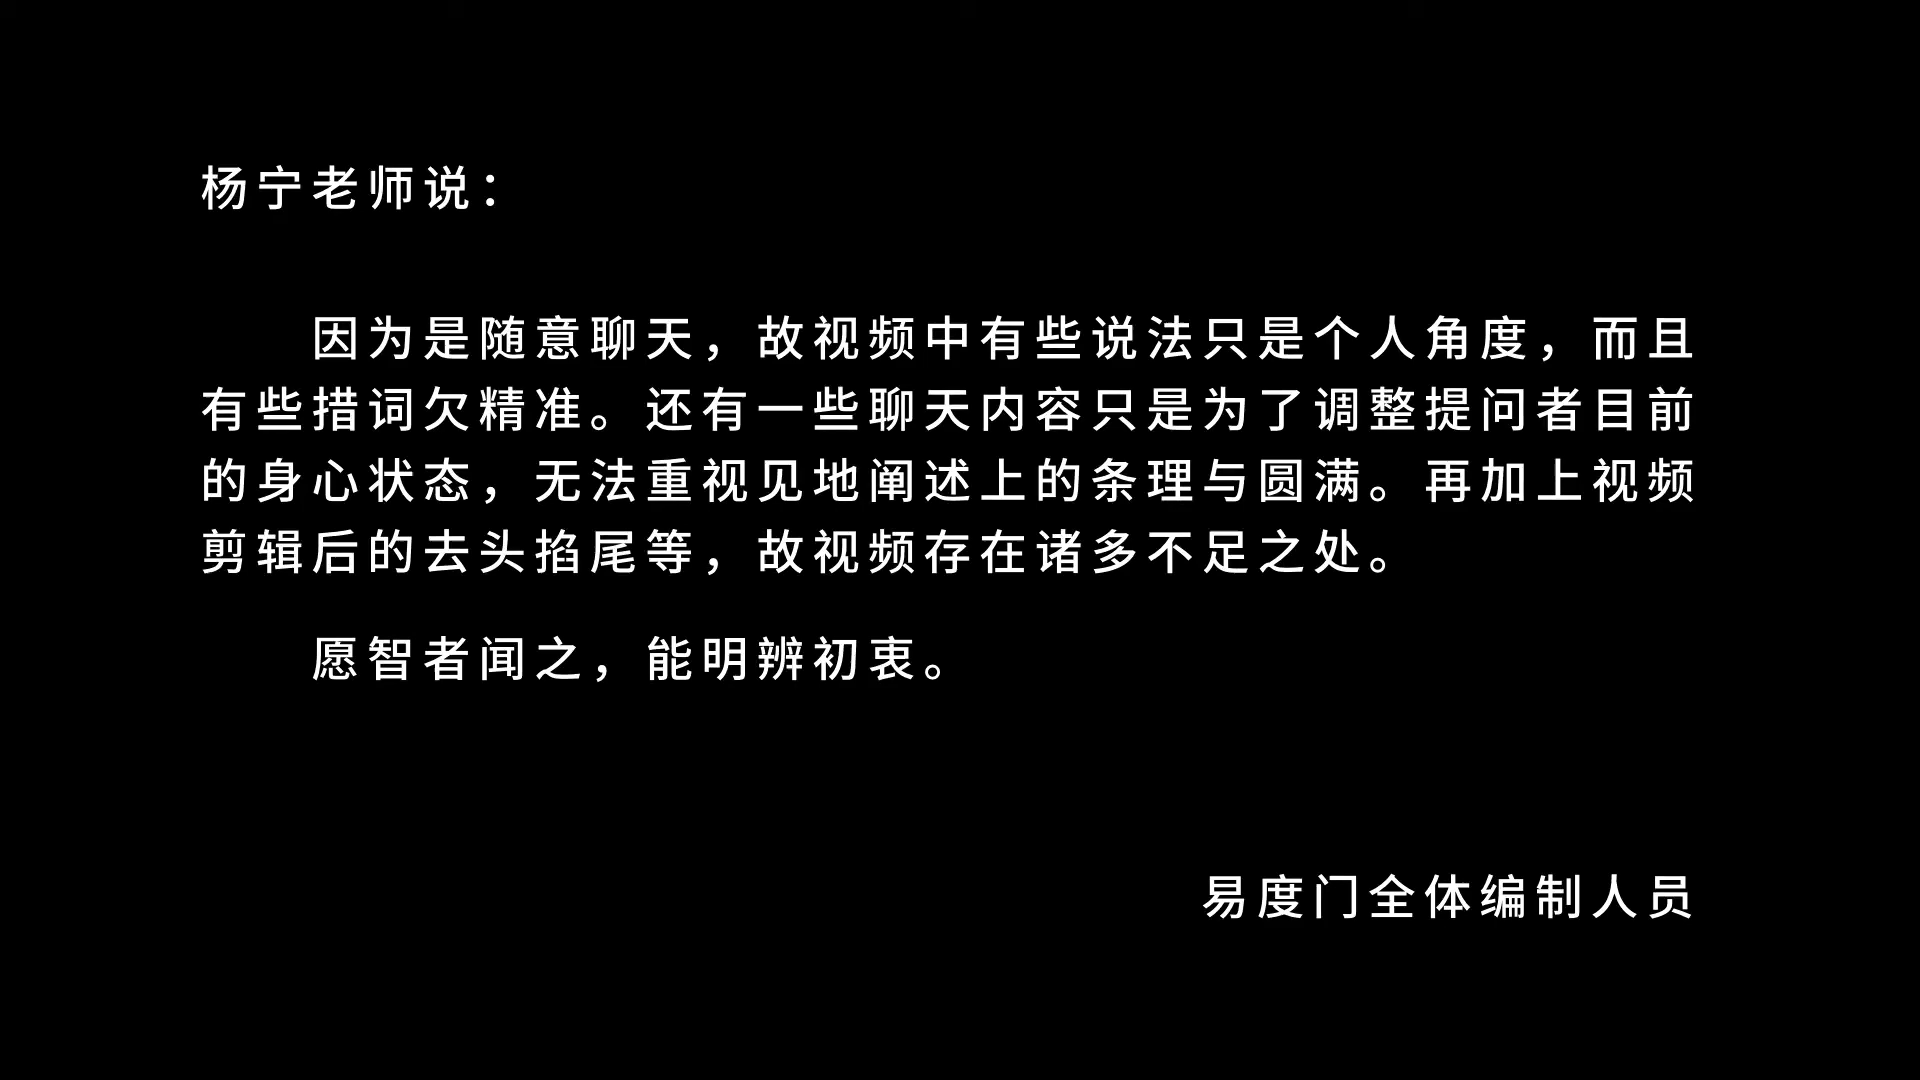 杨宁老师说：
因为是随意聊天，故视频中有些说法只是个人角度，而且
有些措词欠精准。还有一些聊天内容只是为了调整提问者目前
的身心状态，无法重视见地阐述上的条理与圆满。再加上视频
剪辑后的去头掐尾等，故视频存在诸多不足之处。
愿智者闻之，能明辨初衷。
易度门全体编制人员